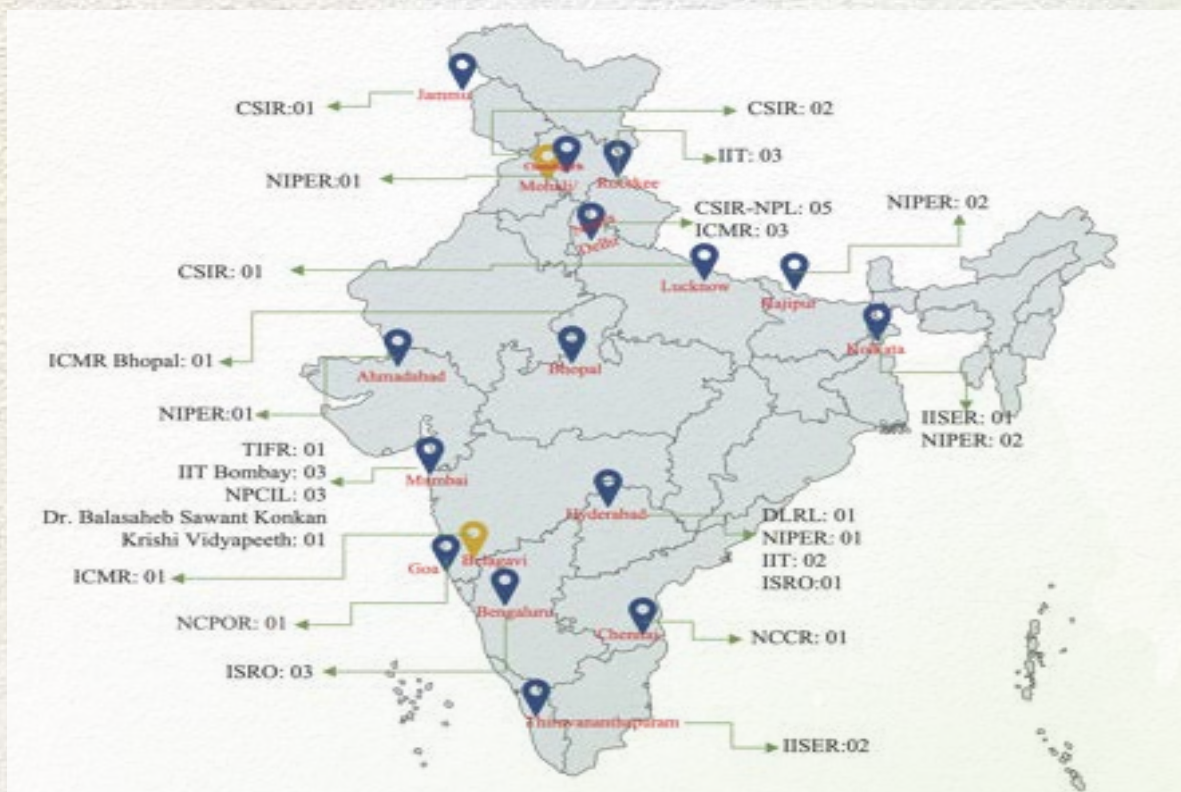 Jammu
CSIR:01
CSIR: 02
IIT: 03
NIPER:01
Mohali/
Roorkee
CSIR-NPL: 05
ICMR: 03
NIPER: 02
Delhi
CSIR: 01
Lucknow
Hajipur
Kolkata
ICMR Bhopal: 01
Ahmadabad
Bhopal
NIPER:01
IISER: 01
NIPER: 02
TIFR: 01
IIT Bombay: 03
NPCIL: 03
Dr. Balasaheb Sawant Konkan
Krishi Vidyapeeth: 01
Mumbai
Hyderabad
DLRL: 01
NIPER: 01
IIT: 02
ISRO:01
ICMR: 01
Goa
Belagavi
Bengaluru
NCPOR: 01
Chennai
NCCR: 01
ISRO: 03
Thiruvananthapuram
IISER:02